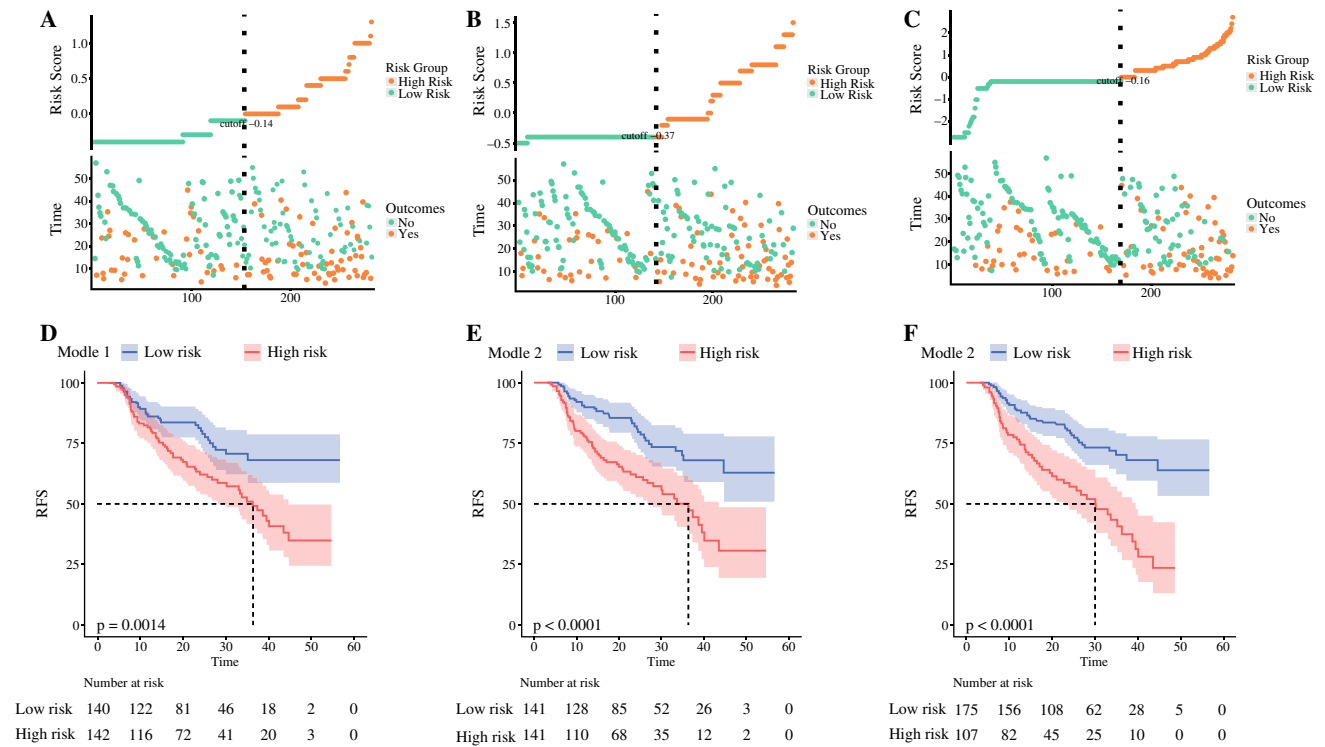 A
Risk Score
1.0
0.5
0.0
cutoff −0.14
Risk Group
High Risk
Low Risk
Time
50
40
30
20
10
100 200
Outcomes
No
Yes
B
Risk Score
1.5
1.0
0.5
0.0
−0.5
cutoff −0.37
Risk Group
High Risk
Low Risk
Time
50
40
30
20
10
100 200
Outcomes
No
Yes
C
Risk Score
2
1
0
−1
−2
cutoff −0.16
Risk Group
High Risk
Low Risk
Time
50
40
30
20
10
100 200
Outcomes
No
Yes
D
Modle 1 Low risk High risk
RFS
100
75
50
25
0
p = 0.0014
0 10 20 30 40 50 60
Time
Number at risk
Low risk 140 122 81 46 18 2 0
High risk 142 116 72 41 20 3 0
E
Modle 2 Low risk High risk
RFS
100
75
50
25
0
p < 0.0001
0 10 20 30 40 50 60
Time
Number at risk
Low risk 141 128 85 52 26 3 0
High risk 141 110 68 35 12 2 0
F
Modle 2 Low risk High risk
RFS
100
75
50
25
0
p < 0.0001
0 10 20 30 40 50 60
Time
Number at risk
Low risk 175 156 108 62 28 5 0
High risk 107 82 45 25 10 0 0